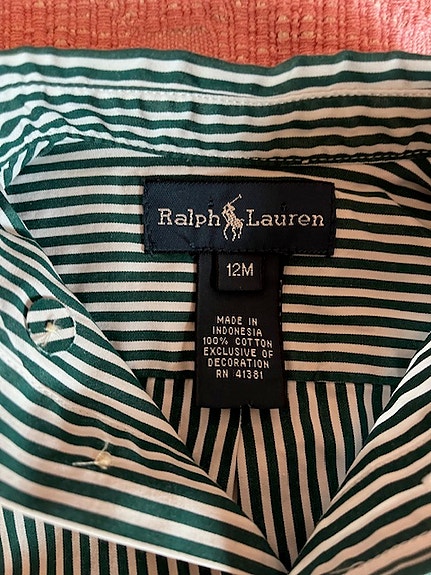 Ralph Lauren
12M
MADE IN
INDONESIA
100% COTTON
EXCLUSIVE OF
DECORATION
RN 41381